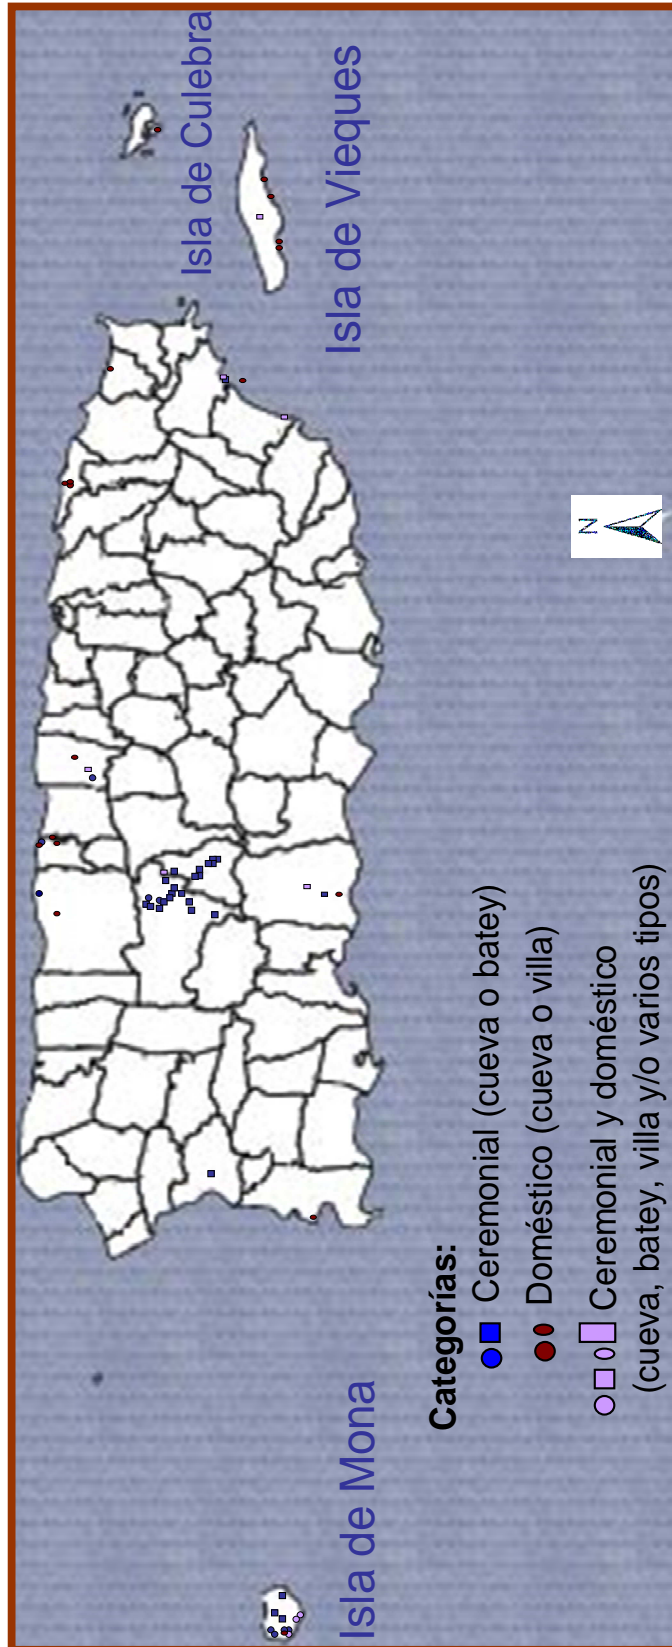 Isla de Culebra
Isla de Vieques
Isla de Mona
N
Categorías:
Ceremonial (cueva o batey)
Doméstico (cueva o villa)
Ceremonial y doméstico
(cueva, batey, villa y/o varios tipos)